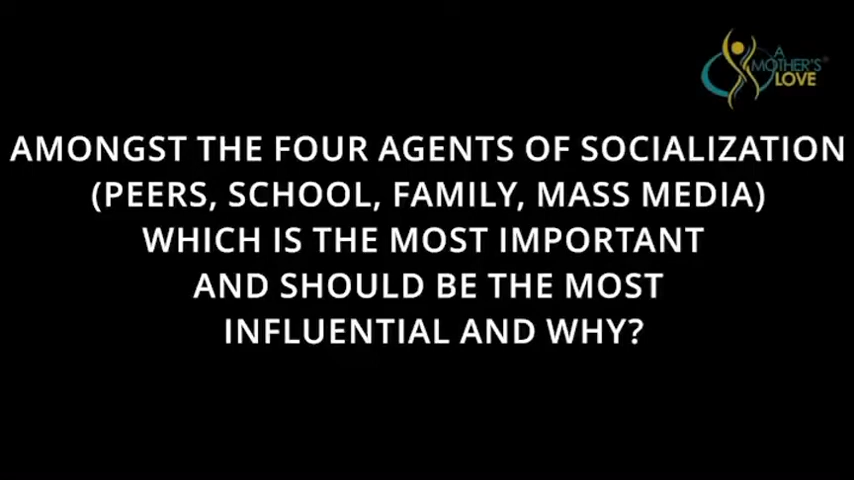 A
MOTHER'S
LOVE
AMONGST THE FOUR AGENTS OF SOCIALIZATION
(PEERS, SCHOOL, FAMILY, MASS MEDIA)
WHICH IS THE MOST IMPORTANT
AND SHOULD BE THE MOST
INFLUENTIAL AND WHY?